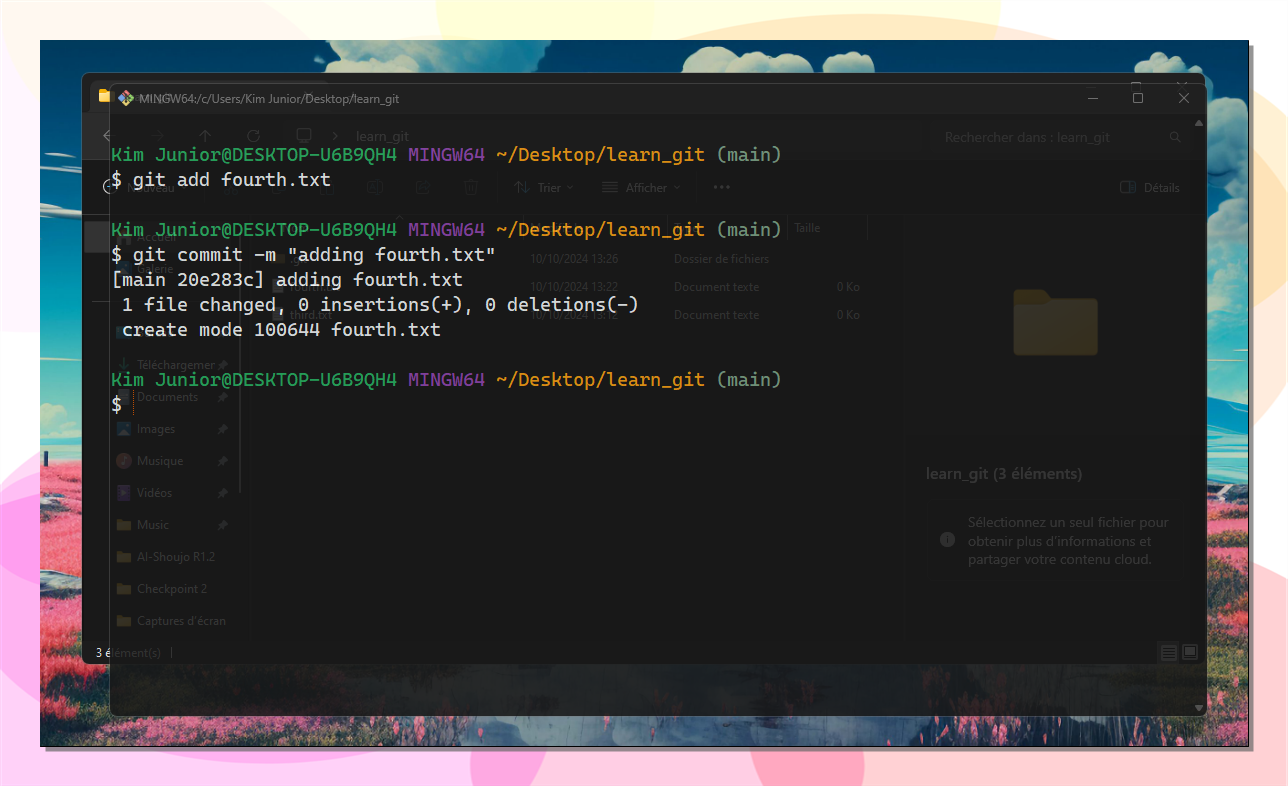 MINGW64:/c/Users/Kim Junior/Desktop/learn_git
learn_git
Rechercher dans : learn_git
Kim Junior@DESKTOP-U6B9QH4 MINGW64 ~/Desktop/learn_git (main)
$ git add fourth.txt
Nouveau
Trier
Afficher
Détails
Kim Junior@DESKTOP-U6B9QH4 MINGW64 ~/Desktop/learn_git (main)
Taille
Accueil
$ git commit -m "adding fourth.txt"
10/10/2024 13:26
Dossier de fichiers
Galerie
[main 20e283c] adding fourth.txt
10/10/2024 13:22
Document texte
0 Ko
1 file changed, 0 insertions(+), 0 deletions(-)
third.txt
10/10/2024 13:12
Document texte
0 Ko
create mode 100644 fourth.txt
Téléchargemer
Kim Junior@DESKTOP-U6B9QH4 MINGW64 ~/Desktop/learn_git (main)
Documents
$
Images
Musique
Vidéos
Music
AI-Shoujo R1.2
Checkpoint 2
Captures d'écran
learn_git (3 éléments)
Sélectionnez un seul fichier pour
obtenir plus d'informations et
partager votre contenu cloud.
3 élément(s)